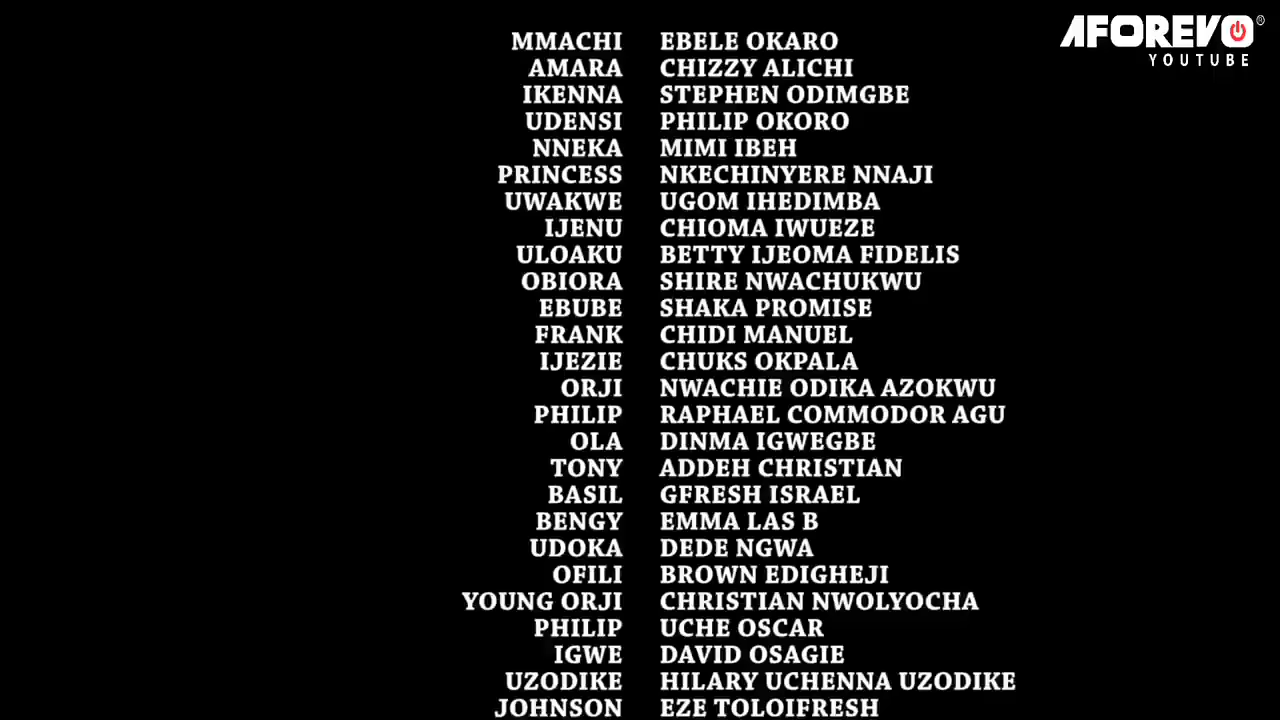 AFOREVO®
YOUTUBE
MMACHI EBELE OKARO
AMARA CHIZZY ALICHI
IKENNA STEPHEN ODIMGBE
UDENSI PHILIP OKORO
NNEKA MIMI IBEH
PRINCESS NKECHINYERE NNAJI
UWAKWE UGOM IHEDIMBA
IJENU CHIOMA IWUEZE
ULOAKU BETTY IJEOMA FIDELIS
OBIORA SHIRE NWACHUKWU
EBUBE SHAKA PROMISE
FRANK CHIDI MANUEL
IJEZIE CHUKS OKPALA
ORJI NWACHIE ODIKA AZOKWU
PHILIP RAPHAEL COMMODOR AGU
OLA DINMA IGWEGBE
TONY ADDEH CHRISTIAN
BASIL GFRESH ISRAEL
BENGY EMMA LAS B
UDOKA DEDE NGWA
OFILI BROWN EDIGHEJI
YOUNG ORJI CHRISTIAN NWOLYOCHA
PHILIP UCHE OSCAR
IGWE DAVID OSAGIE
UZODIKE HILARY UCHENNA UZODIKE
JOHNSON EZE TOLOIFRESH